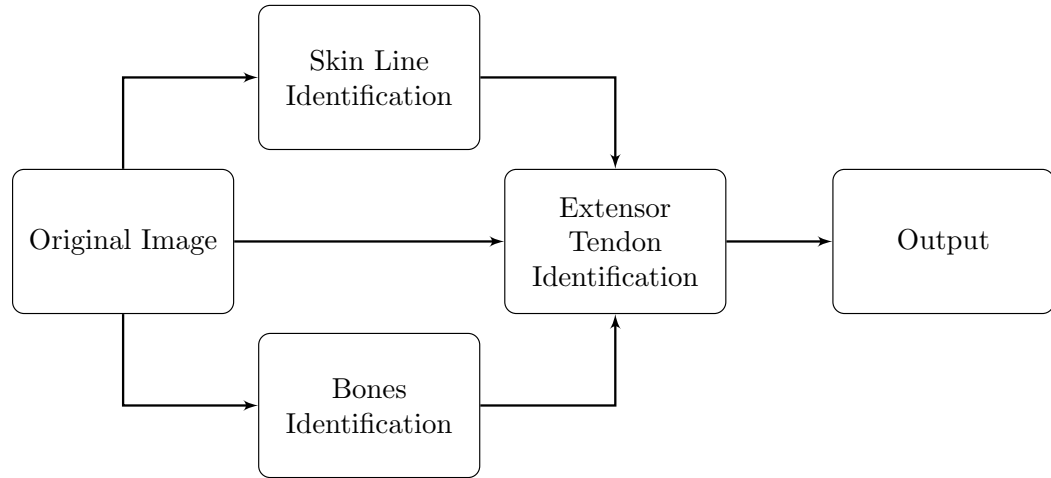 Skin Line
Identification
Original Image
Extensor
Tendon
Identification
Output
Bones
Identification